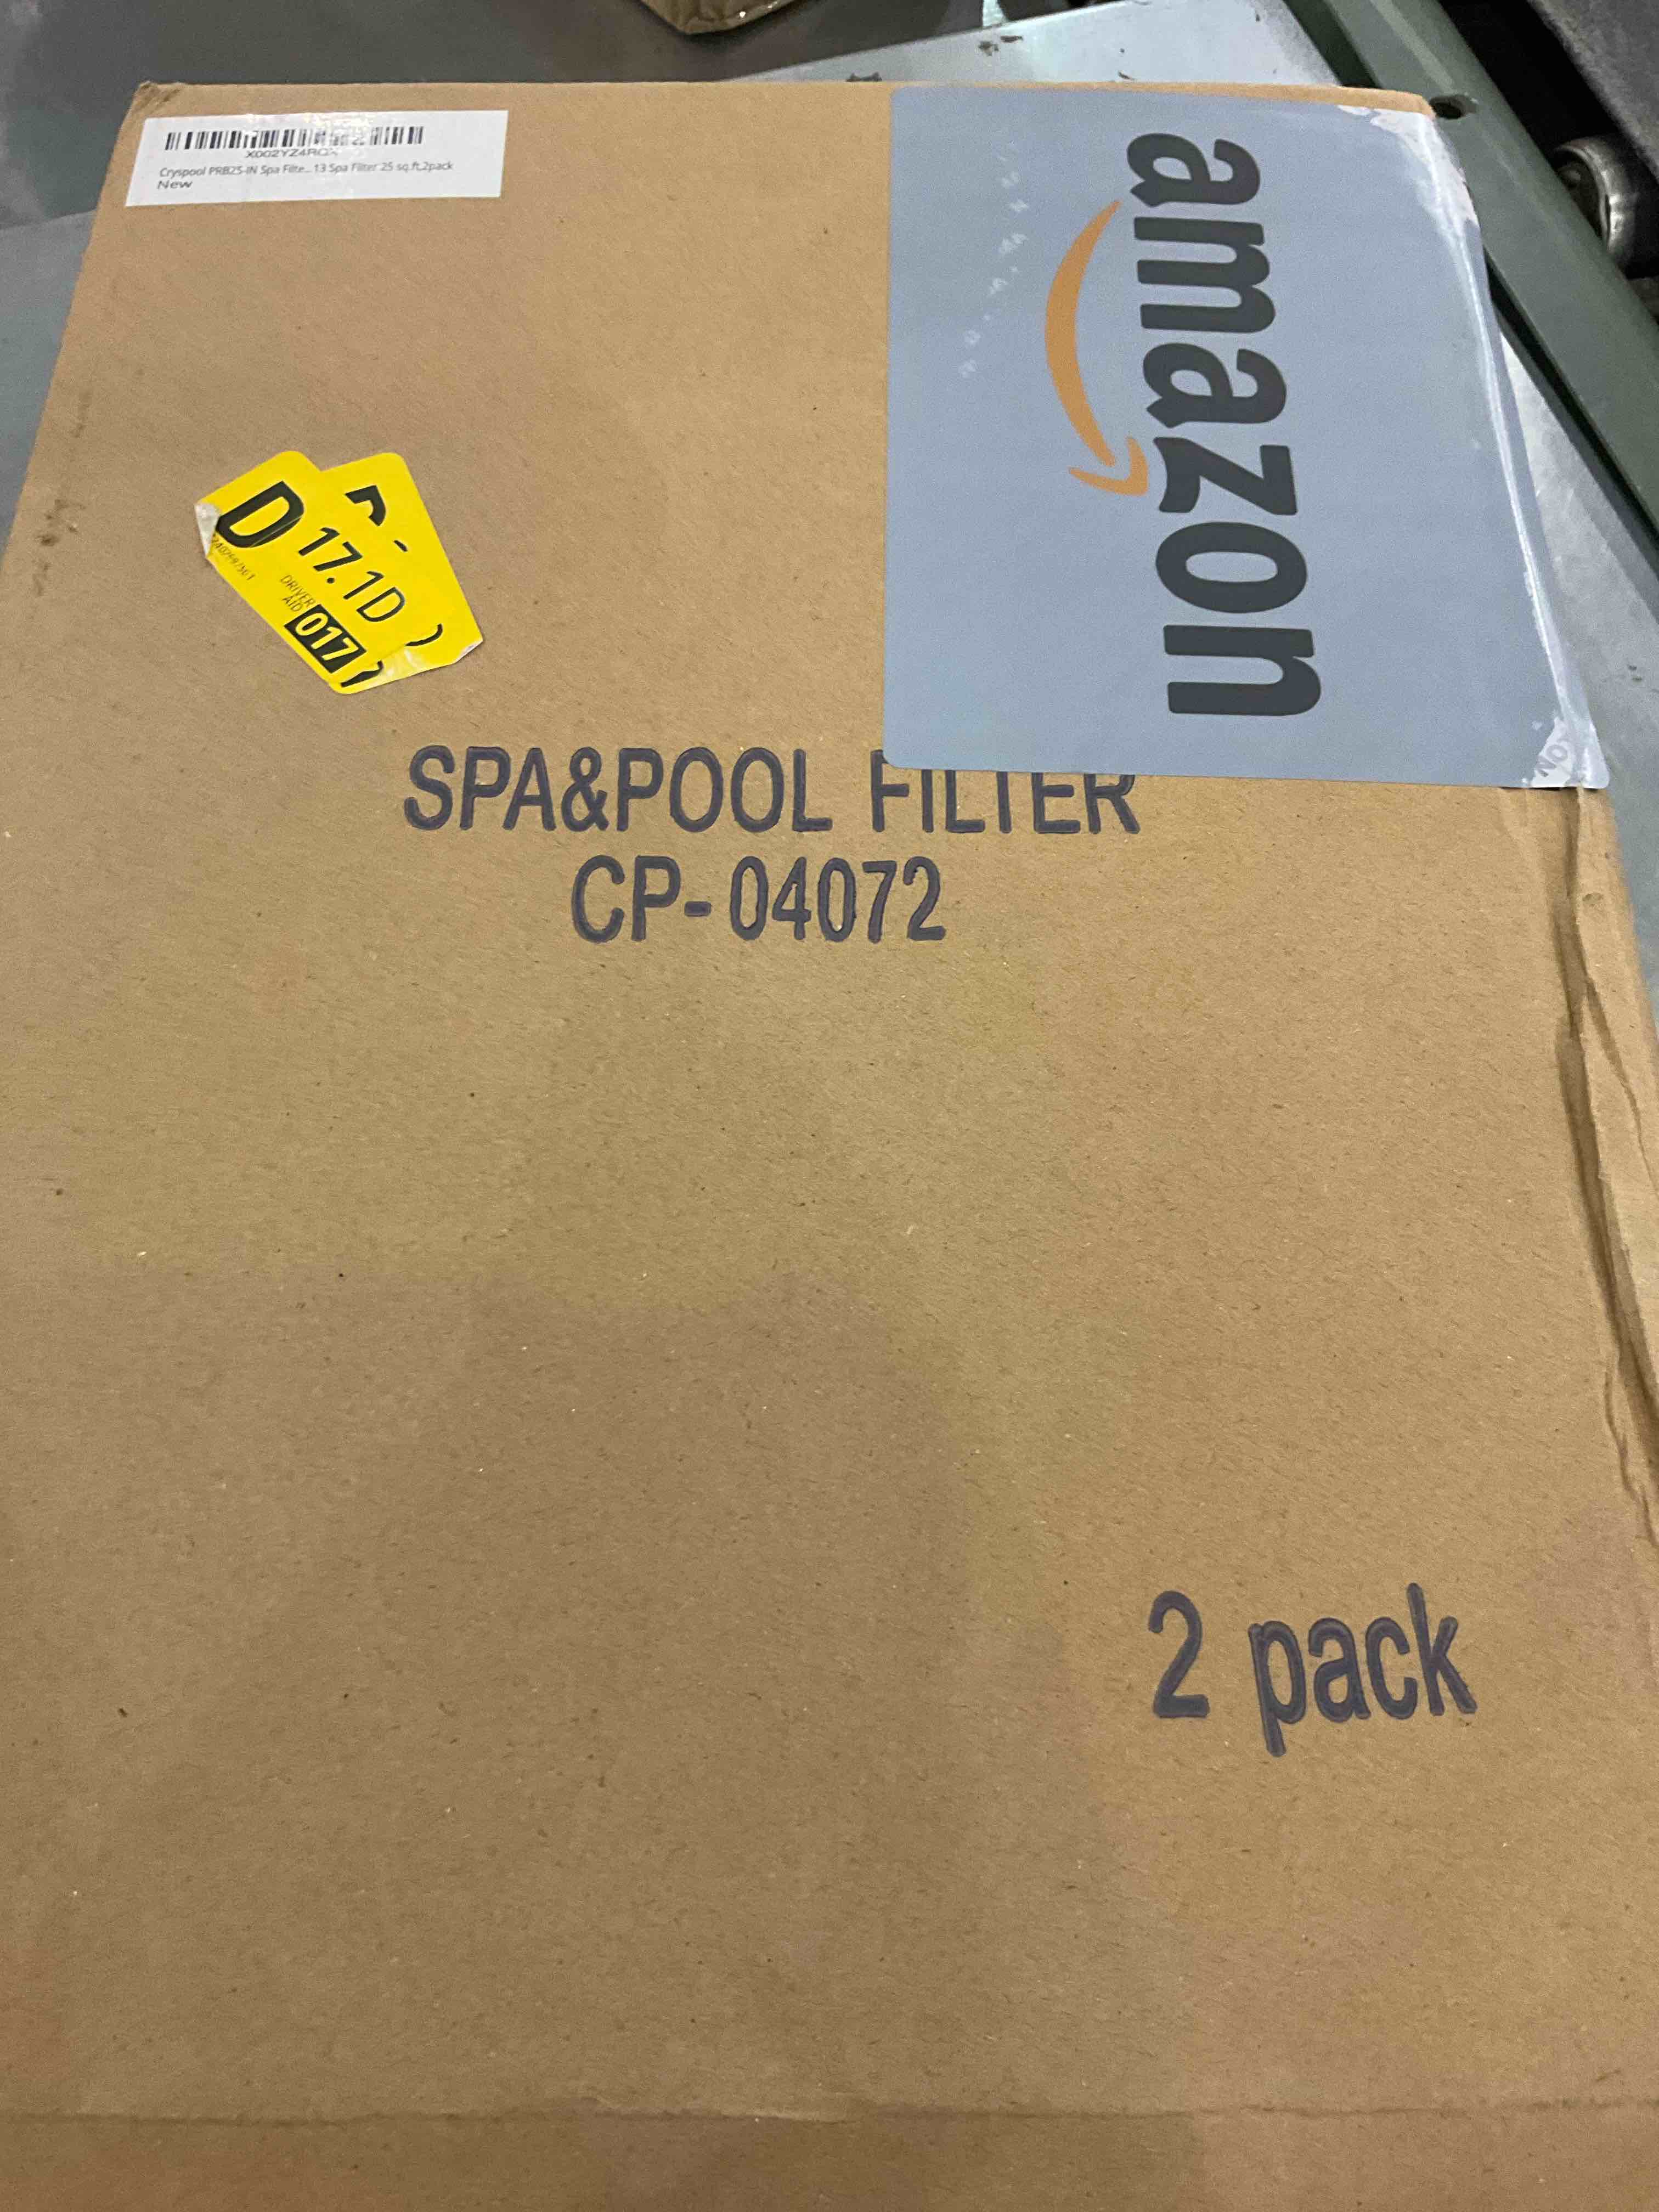 Cryspool PRB25-IN Spa Filte... 13 Spa Filter 25 sq.ft,2pack
New
amazon
D 17.1D
DRIVER
AID 017
SPA&POOL FILTER
CP-04072
2 pack